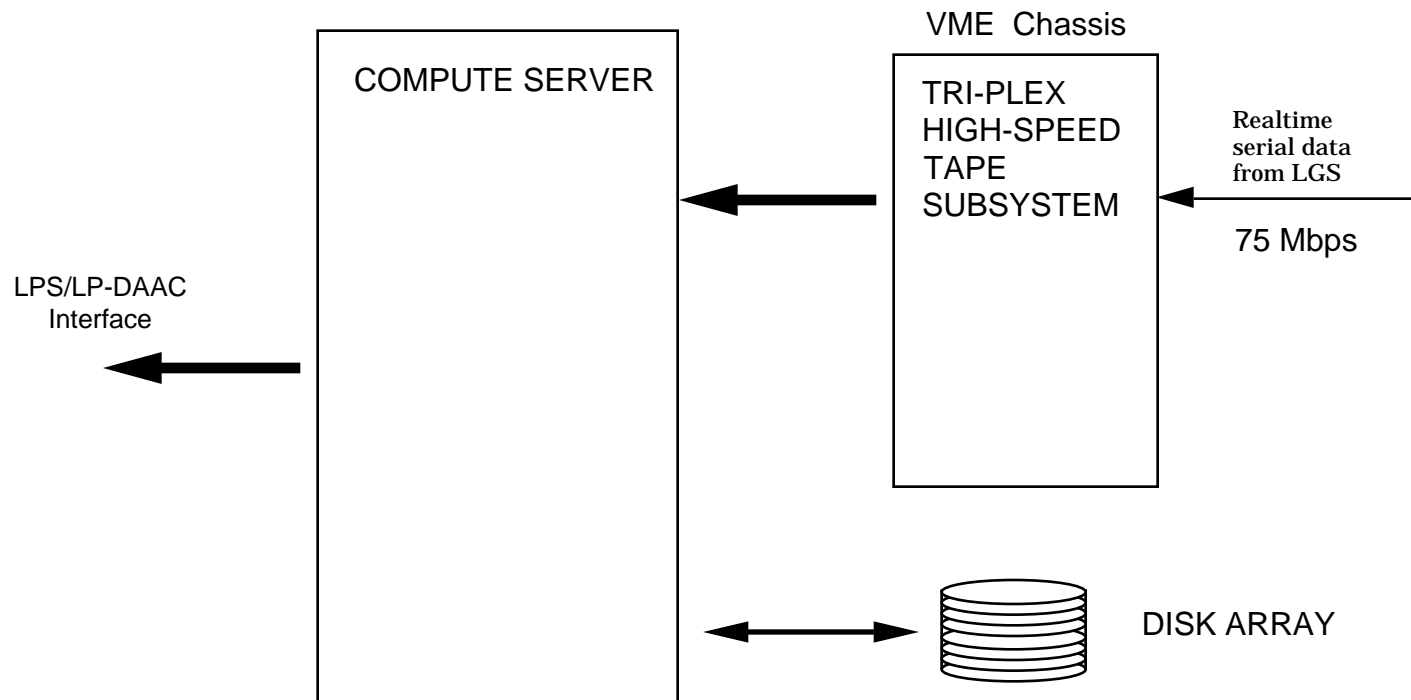 VME Chassis
COMPUTE SERVER
TRI-PLEX
HIGH-SPEED
TAPE
SUBSYSTEM
Realtime
serial data
from LGS
75 Mbps
LPS/LP-DAAC
Interface
DISK ARRAY